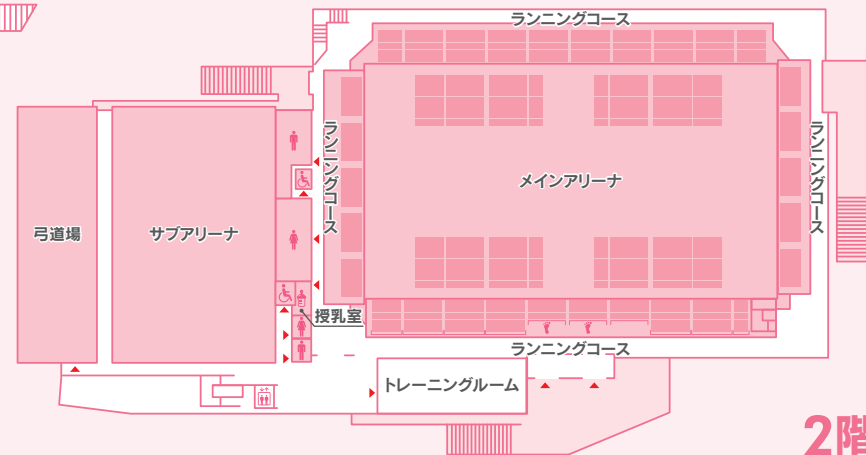 ランニングコース
ランニングコース
ランニングコース
メインアリーナ
弓道場
サブアリーナ
授乳室
ランニングコース
トレーニングルーム
2階